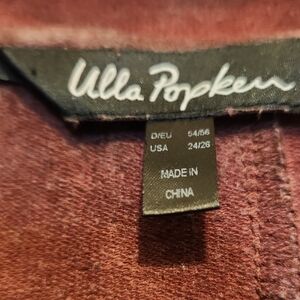 Ulla Popken
D/EU 54/56
USA 24/26
MADE IN
CHINA